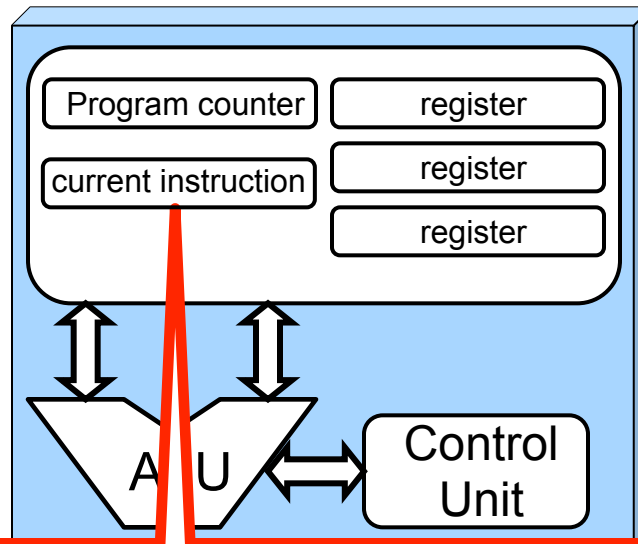 Program counter
register
current instruction
register
register
A U
Control
Unit